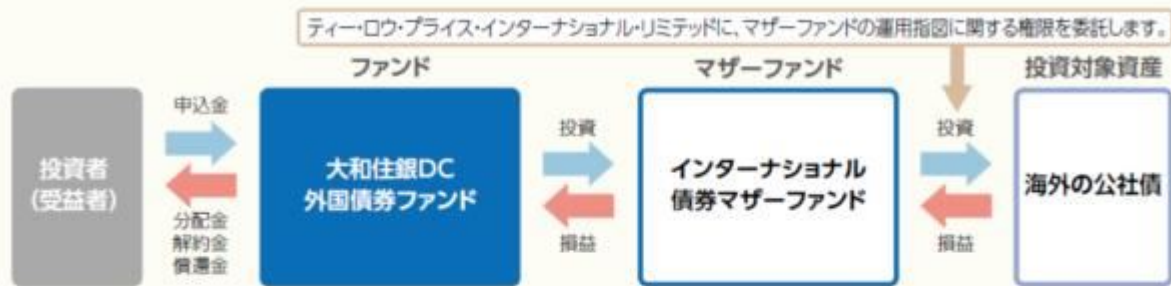 ティー・ロウ・プライス・インターナショナル・リミテッドに、マザーファンドの運用指図に関する権限を委託します。
ファンド
マザーファンド
投資対象資産
投資者
(受益者)
申込金
分配金
解約金
償還金
大和住銀DC
外国債券ファンド
投資
損益
インターナショナル
債券マザーファンド
投資
損益
海外の公社債